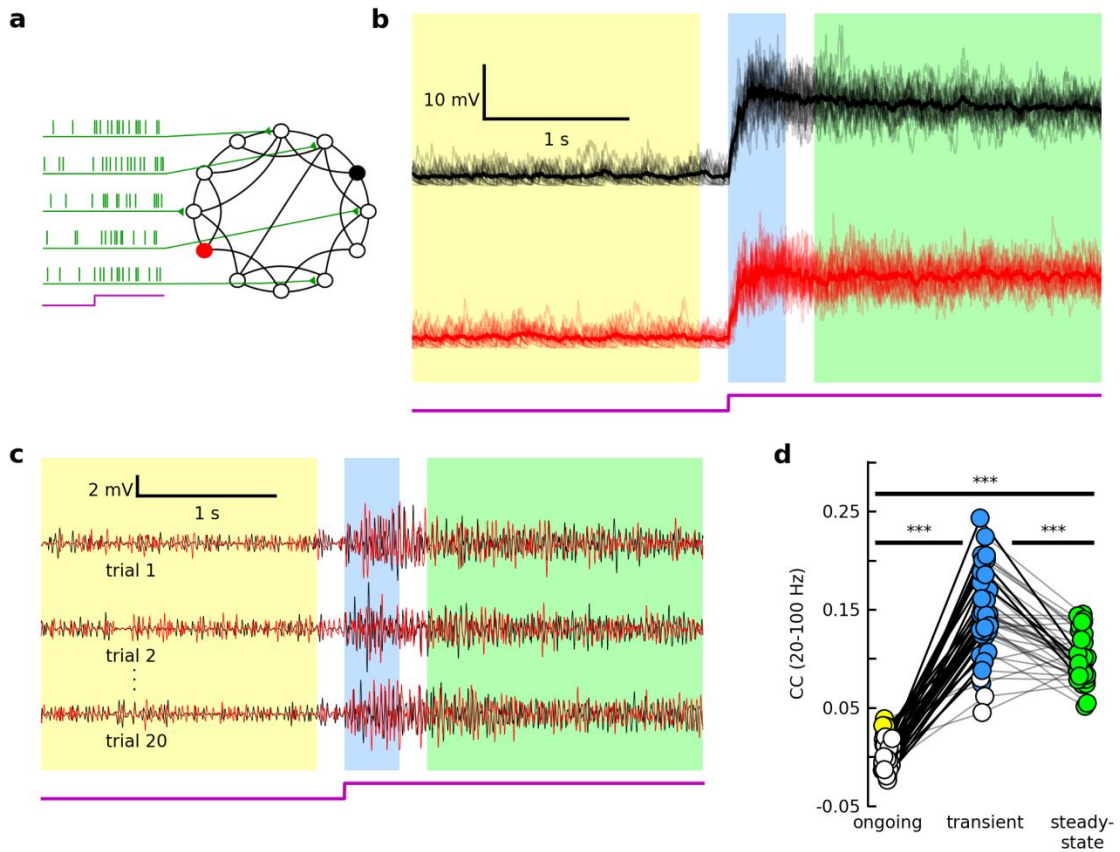 a
b
10 mV
1 s
c
2 mV
1 s
trial 1
trial 2
trial 20
d
***
***
***
CC (20-100 Hz)
0.25
0.15
0.05
-0.05
ongoing
transient
steady-
state